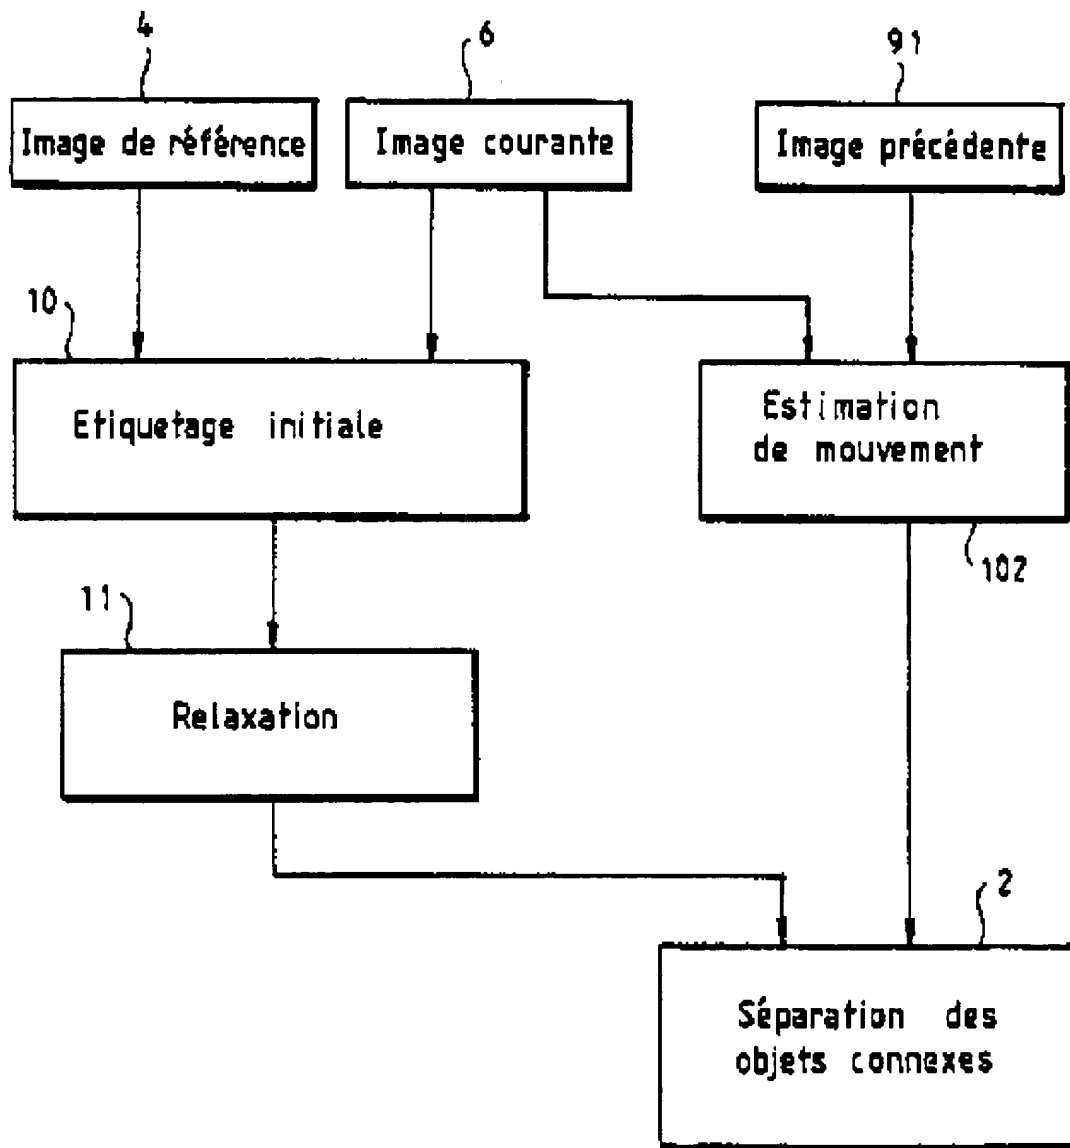 4
6
91
Image de référence
Image courante
Image précédente
10
Etiquetage initiale
Estimation
de mouvement
102
11
Relaxation
2
Séparation des
objets connexes